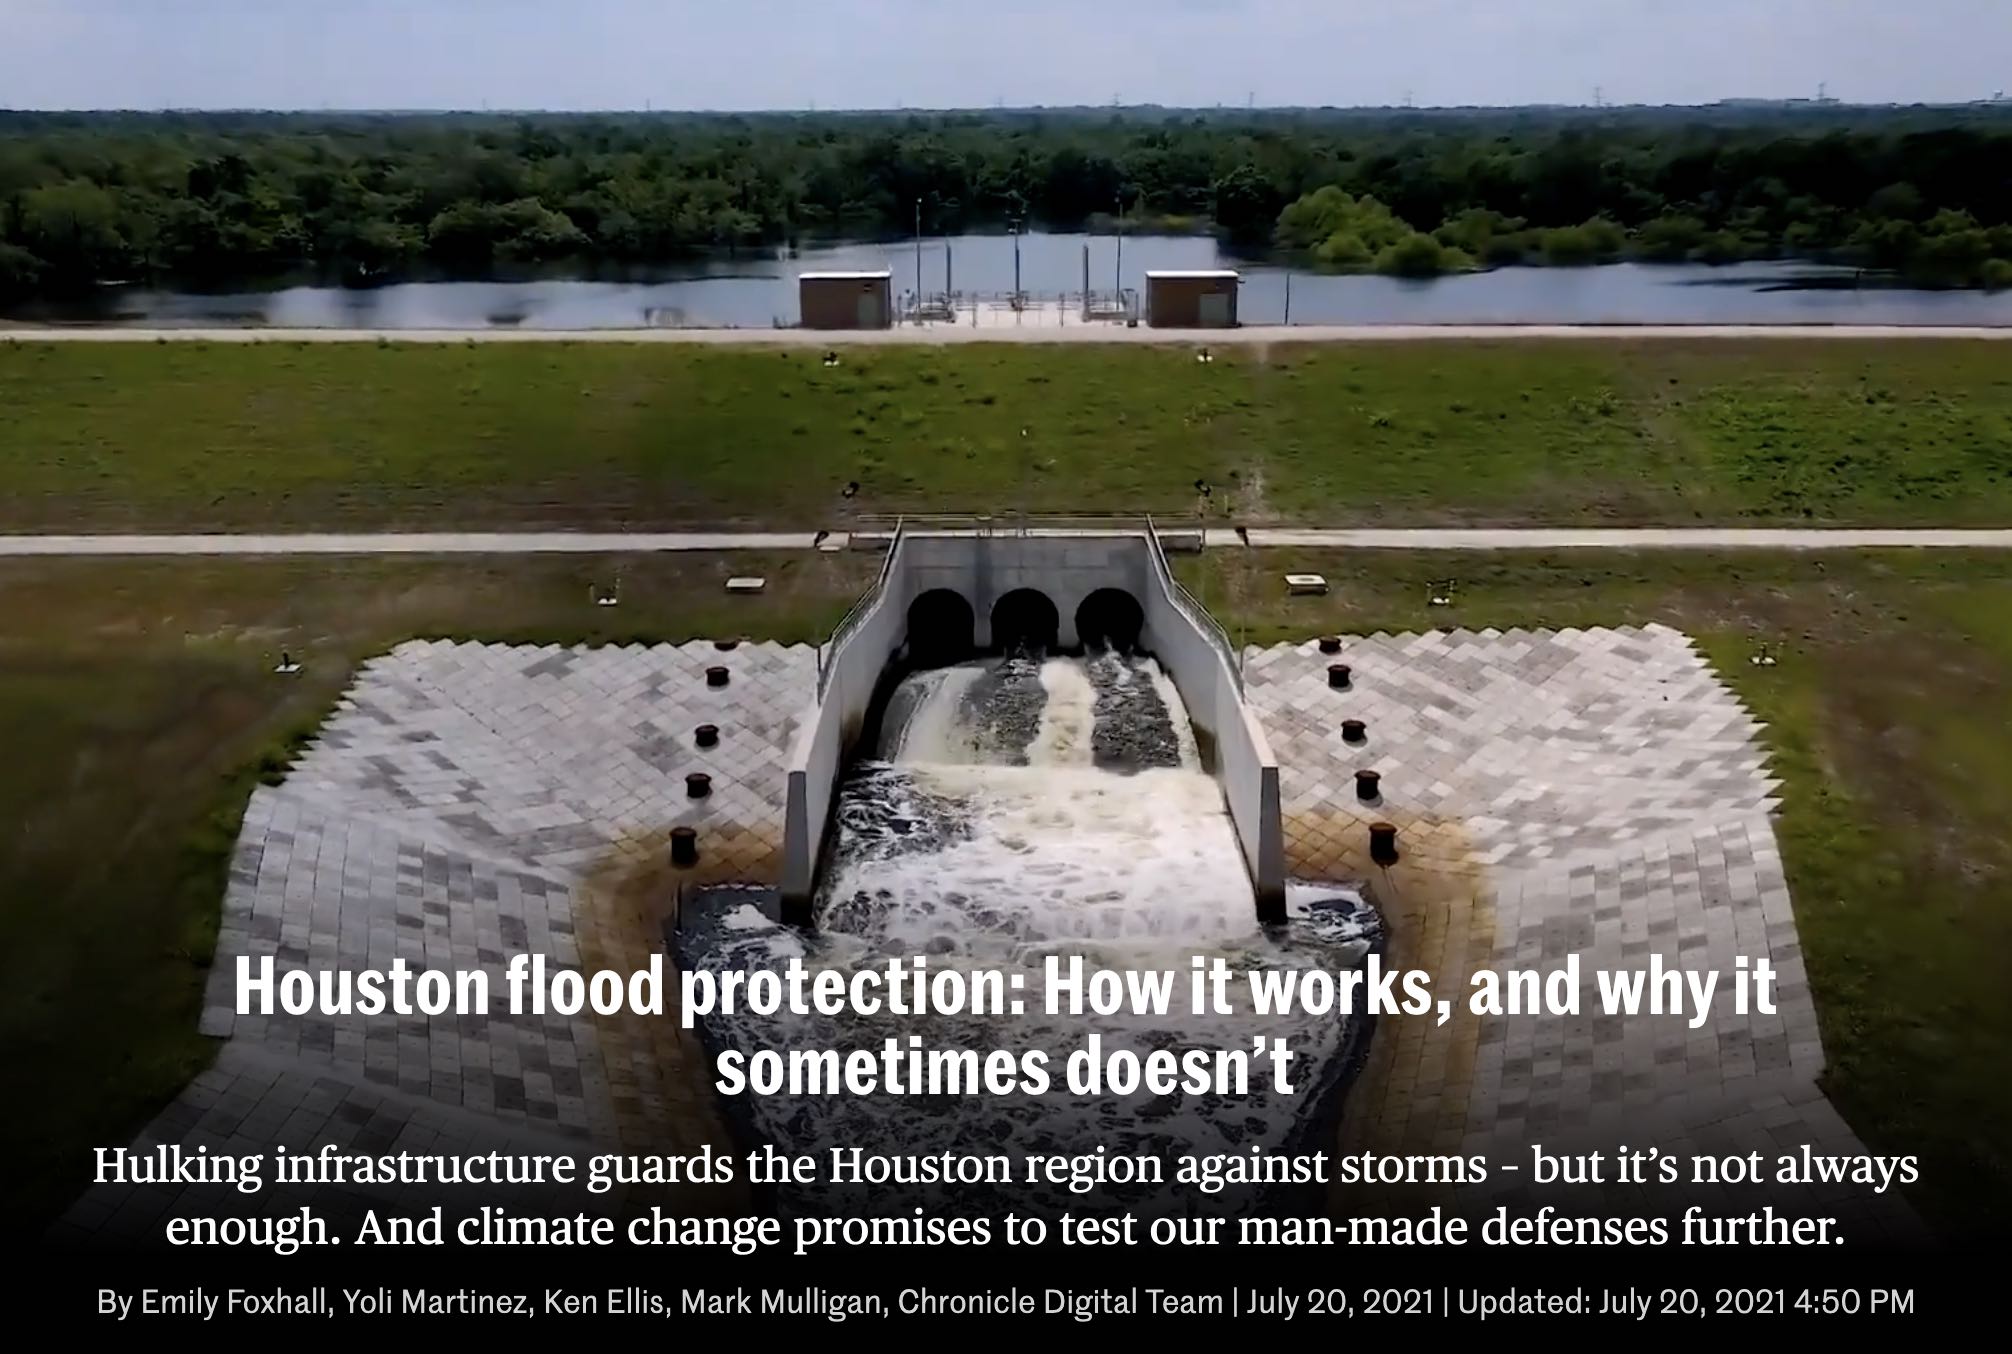 Houston flood protection: How it works, and why it
sometimes doesn’t
Hulking infrastructure guards the Houston region against storms – but it’s not always
enough. And climate change promises to test our man-made defenses further.
By Emily Foxhall, Yoli Martinez, Ken Ellis, Mark Mulligan, Chronicle Digital Team | July 20, 2021 | Updated: July 20, 2021 4:50 PM